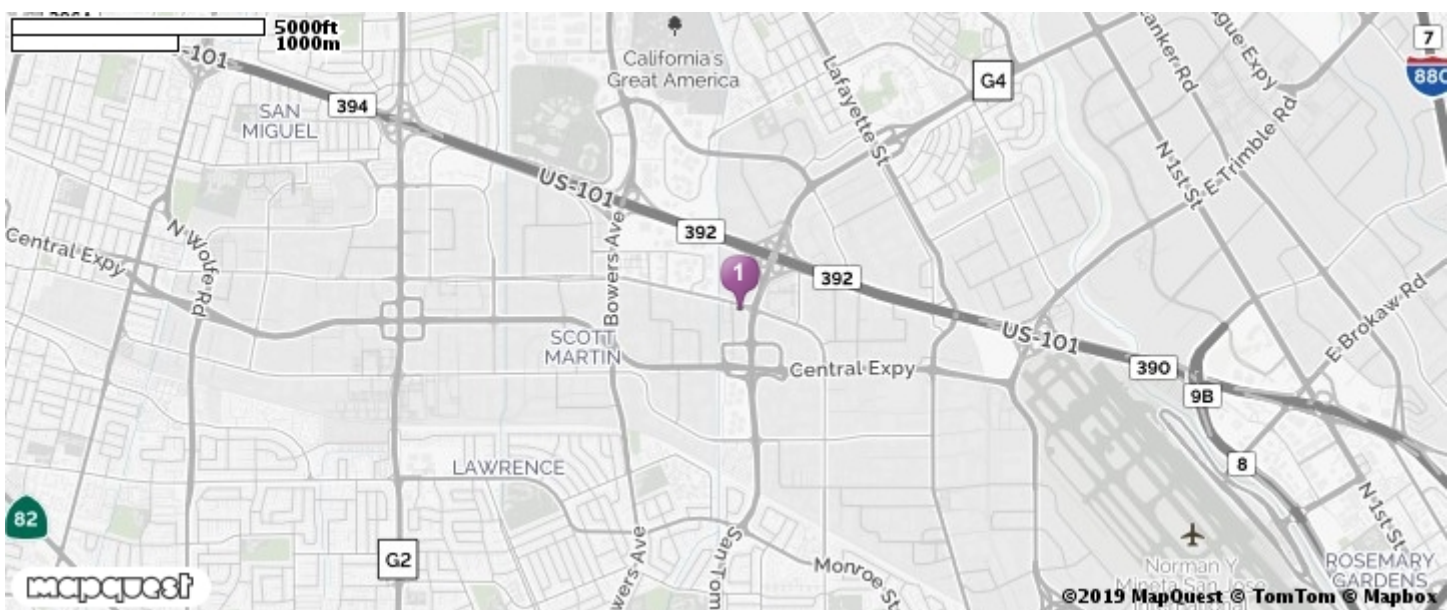 5000ft
1000m
-101
394
SAN
MIGUEL
California's
Great America
Lafayette St
G4
7
880
N 1st St
E Trimble Rd
US-101
Bowers Ave
392
1
392
N Wolfe Rd
Central Expy
SCOTT
MARTIN
Central Expy
US-101
390
9B
E Brokaw Rd
8
LAWRENCE
82
G2
Monroe St
N 1st St
Norman Y
ROSEMARY
GARDENS
mapquest
©2019 MapQuest © TomTom © Mapbox